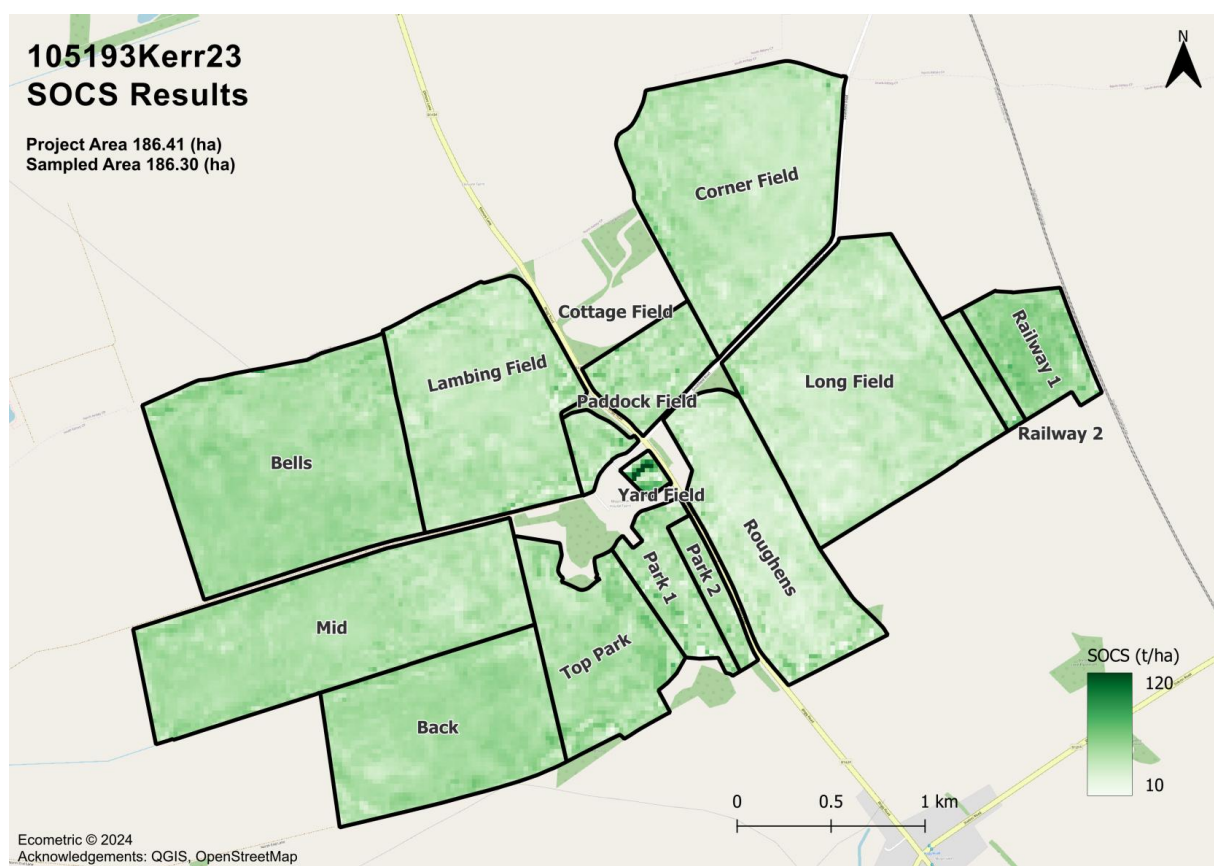 105193Kerr23
SOCS Results
Project Area 186.41 (ha)
Sampled Area 186.30 (ha)
N
Corner Field
Cottage Field
Lambing Field
Railway 1
Long Field
Paddock Field
Railway 2
Bells
Yard Field
Roughens
Park 1
Park 2
Mid
Top Park
Back
SOCS (t/ha)
120
10
0
0.5
1 km
Ecometric © 2024
Acknowledgements: QGIS, OpenStreetMap